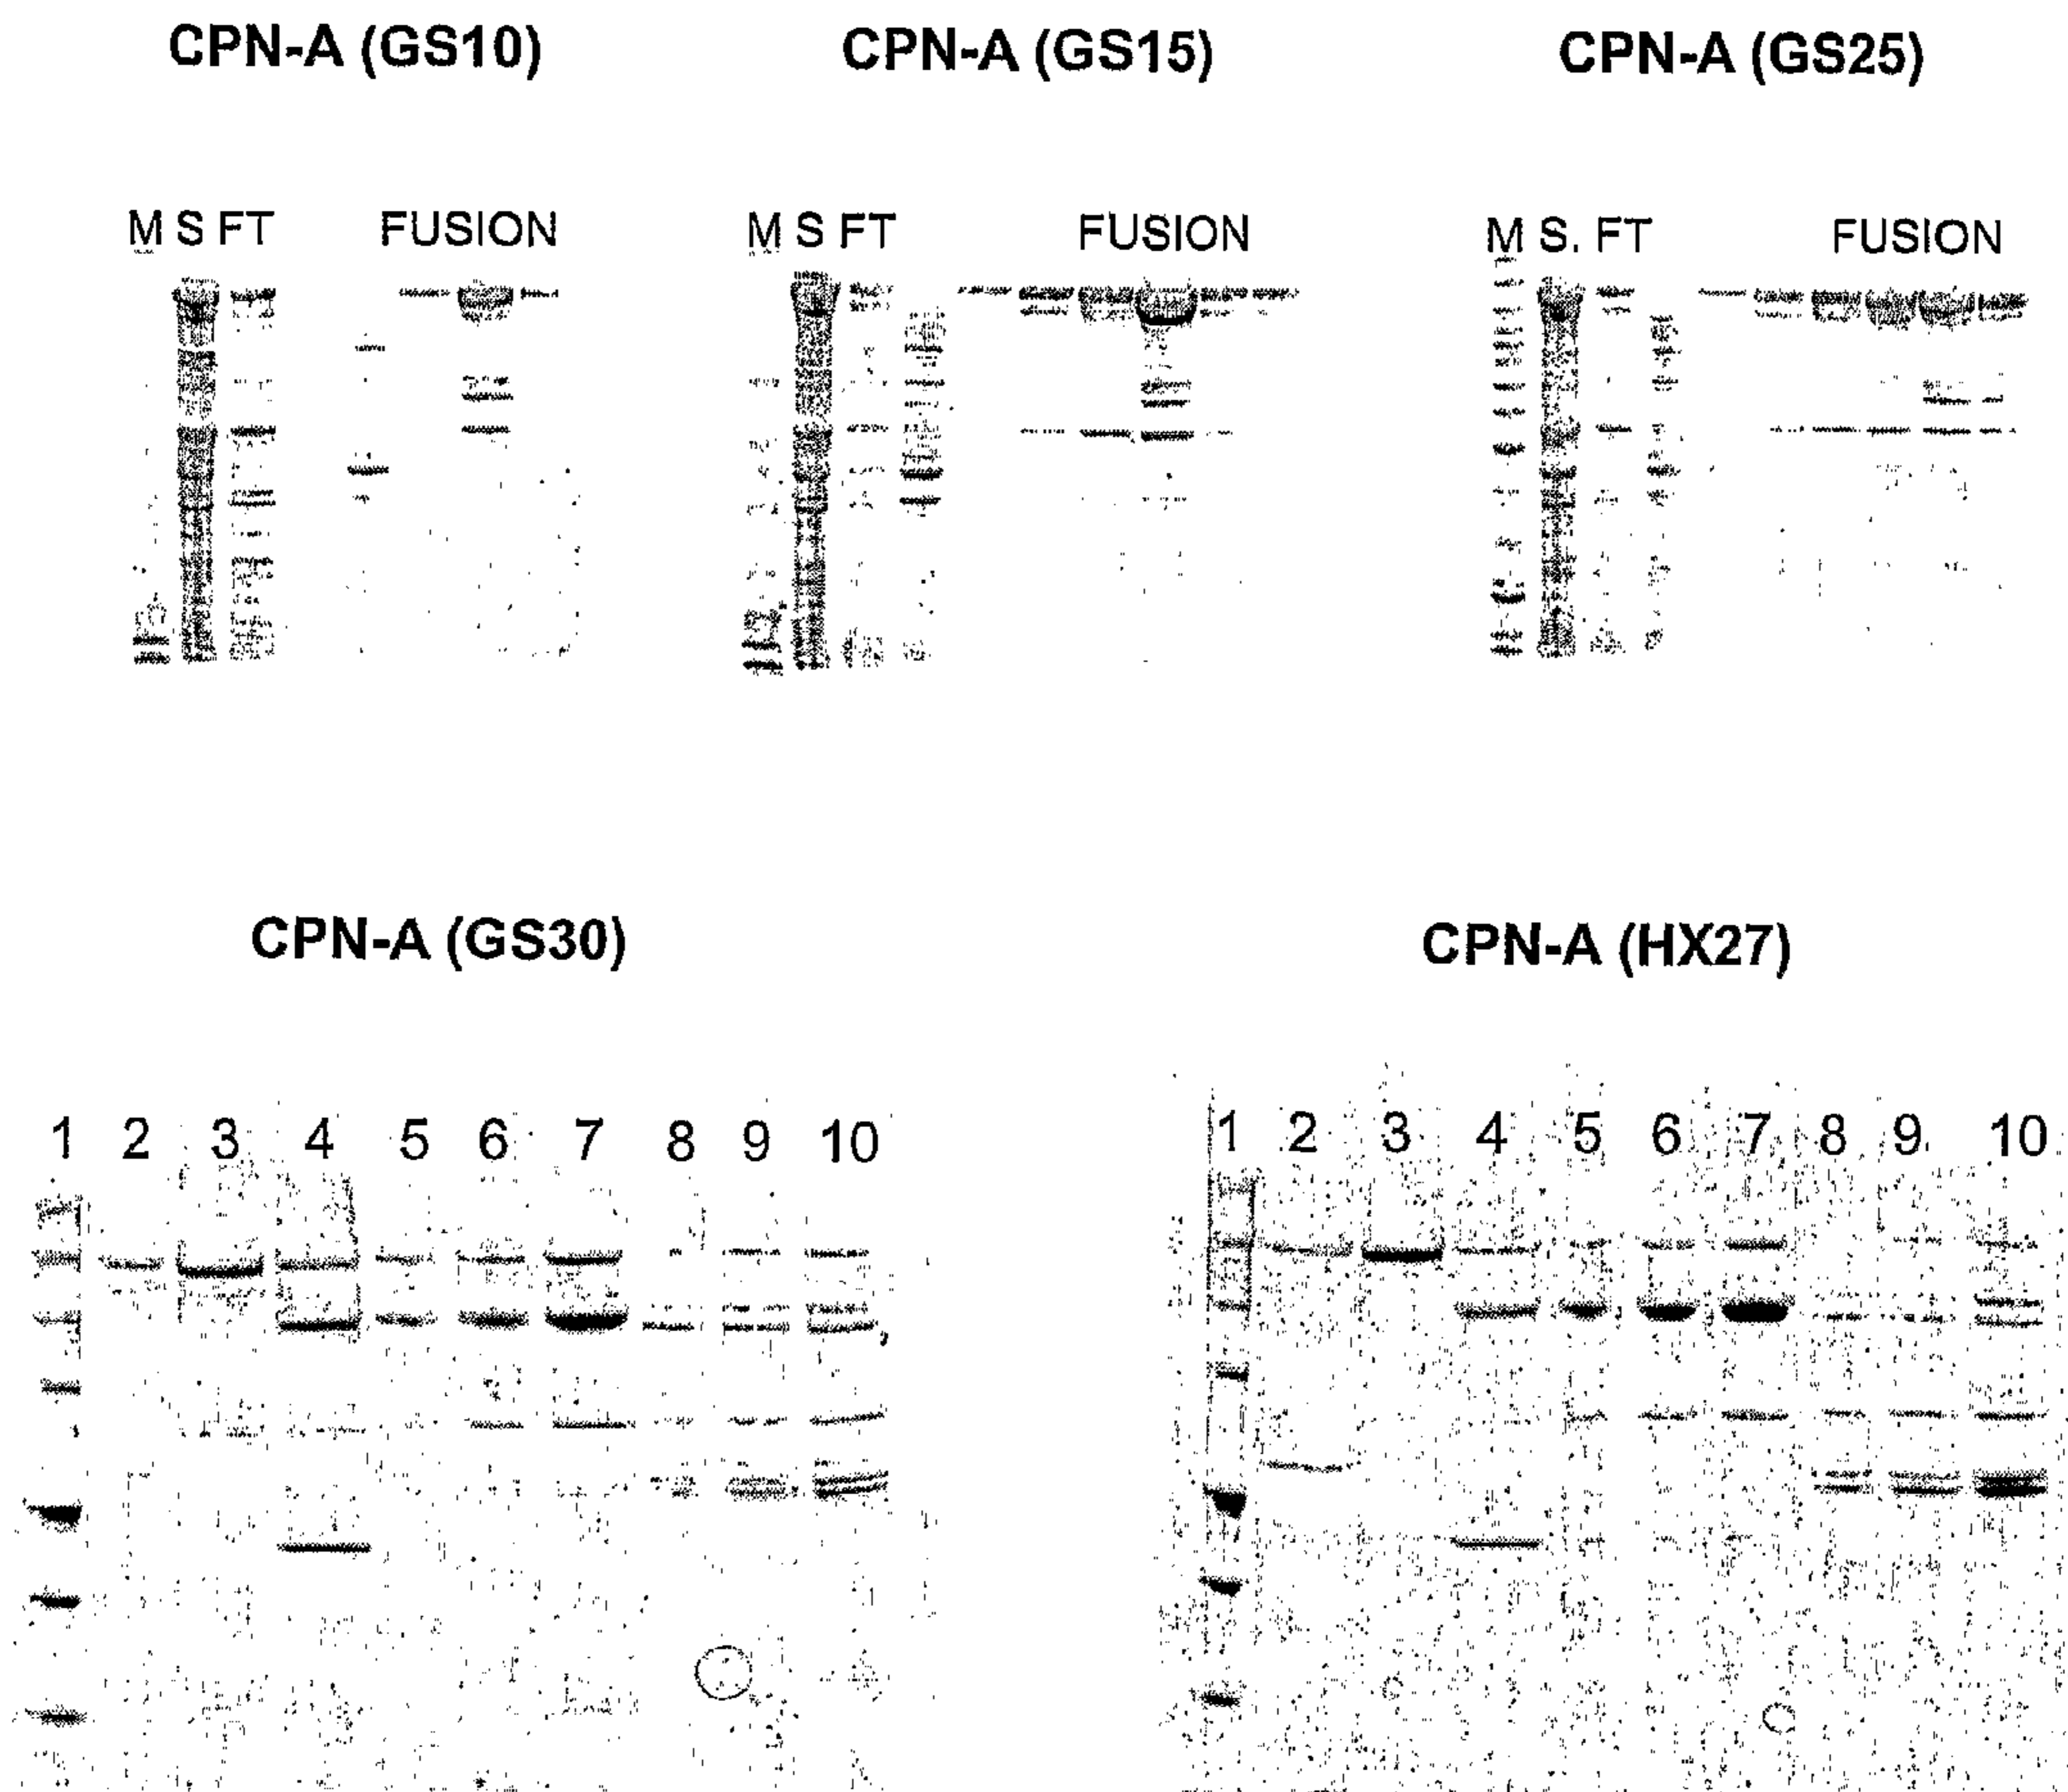 CPN-A (GS10)
CPN-A (GS15)
CPN-A (GS25)
M S FT FUSION
M S FT FUSION
M S. FT FUSION
CPN-A (GS30)
CPN-A (HX27)
1 2 3 4 5 6 7 8 9 10
1 2 3 4 5 6 7 8 9 10